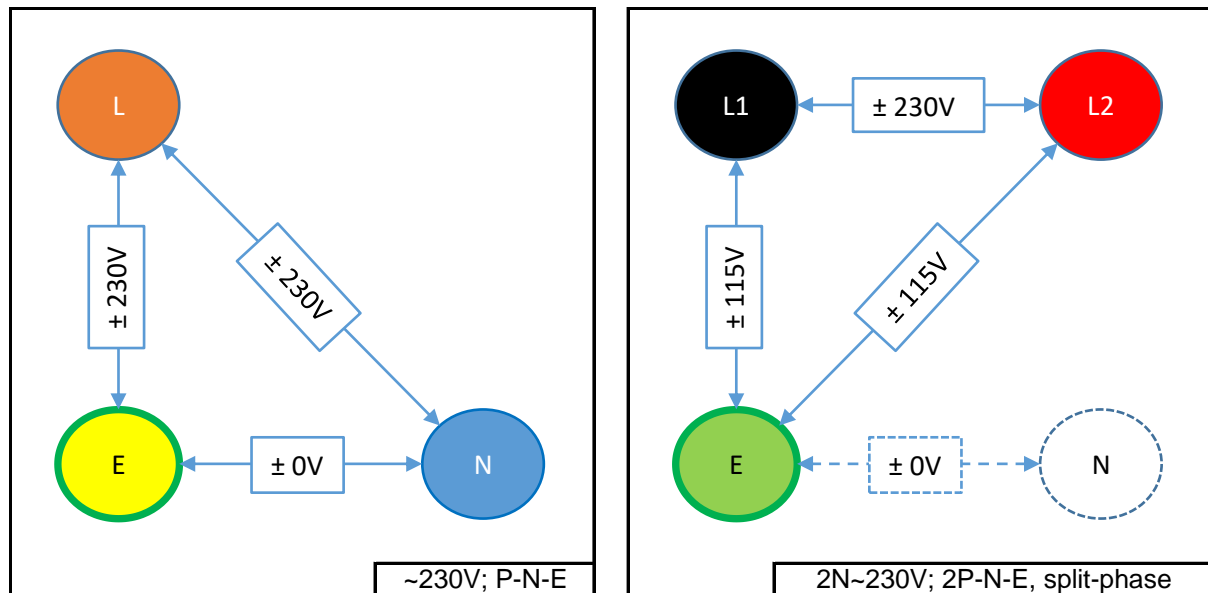 L
± 230V
± 230V
E
± 0V
N
~230V; P-N-E
L1
± 230V
L2
± 115V
± 115V
E
± 0V
N
2N~230V; 2P-N-E, split-phase